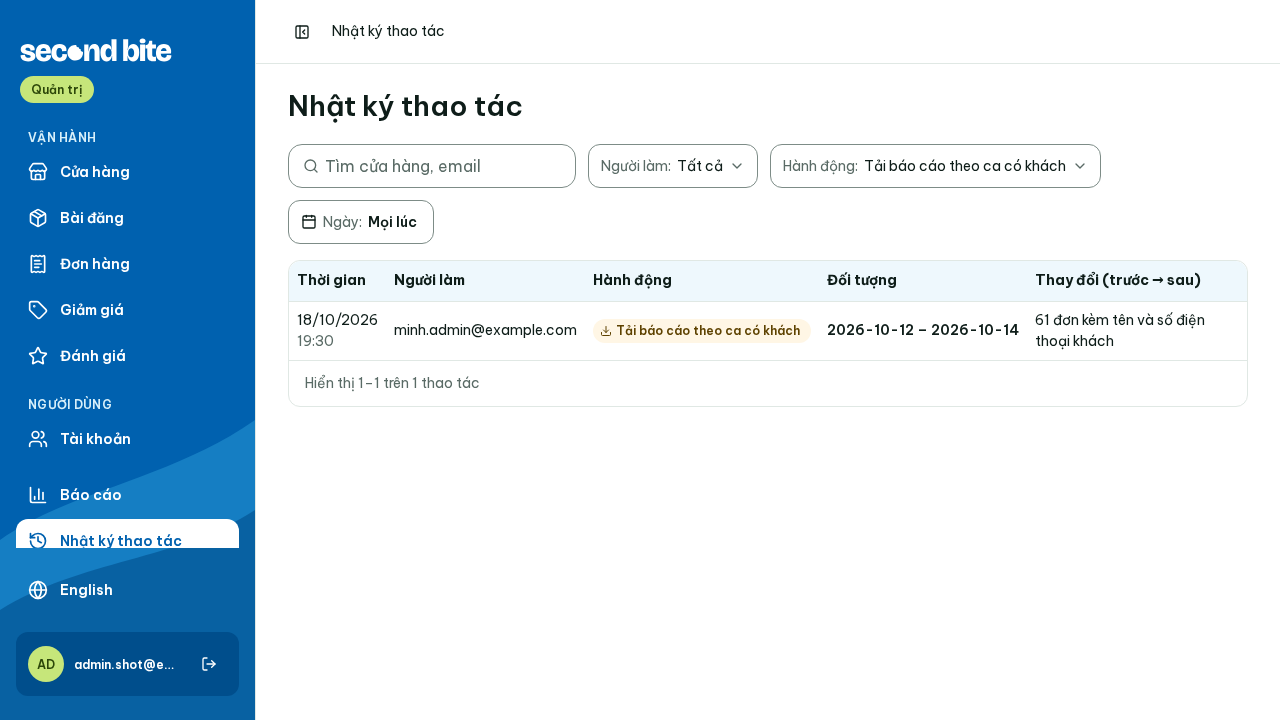 second bite
Quản trị
VẬN HÀNH
Cửa hàng
Bài đăng
Đơn hàng
Giảm giá
Đánh giá
NGƯỜI DÙNG
Tài khoản
Báo cáo
Nhật ký thao tác
English
AD
admin.shot@e...
Nhật ký thao tác
Nhật ký thao tác
Tìm cửa hàng, email
Người làm: Tất cả
Hành động: Tải báo cáo theo ca có khách
Ngày: Mọi lúc
Thời gian Người làm Hành động Đối tượng Thay đổi (trước → sau)
18/10/2026 minh.admin@example.com Tải báo cáo theo ca có khách 2026-10-12 – 2026-10-14 61 đơn kèm tên và số điện
19:30 thoại khách
Hiển thị 1–1 trên 1 thao tác